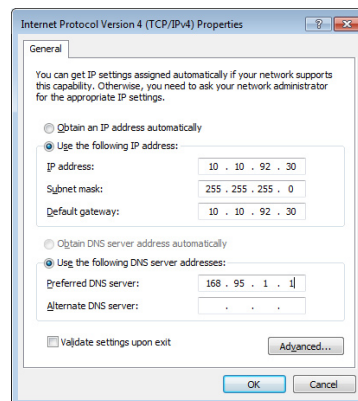 Internet Protocol Version 4 (TCP/IPv4) Properties
General
You can get IP settings assigned automatically if your network supports
this capability. Otherwise, you need to ask your network administrator
for the appropriate IP settings.
Obtain an IP address automatically
Use the following IP address:
IP address: 10 . 10 . 92 . 30
Subnet mask: 255 . 255 . 255 . 0
Default gateway: 10 . 10 . 92 . 30
Obtain DNS server address automatically
Use the following DNS server addresses:
Preferred DNS server: 168 . 95 . 1 . 1
Alternate DNS server: . . .
Validate settings upon exit
Advanced...
OK Cancel